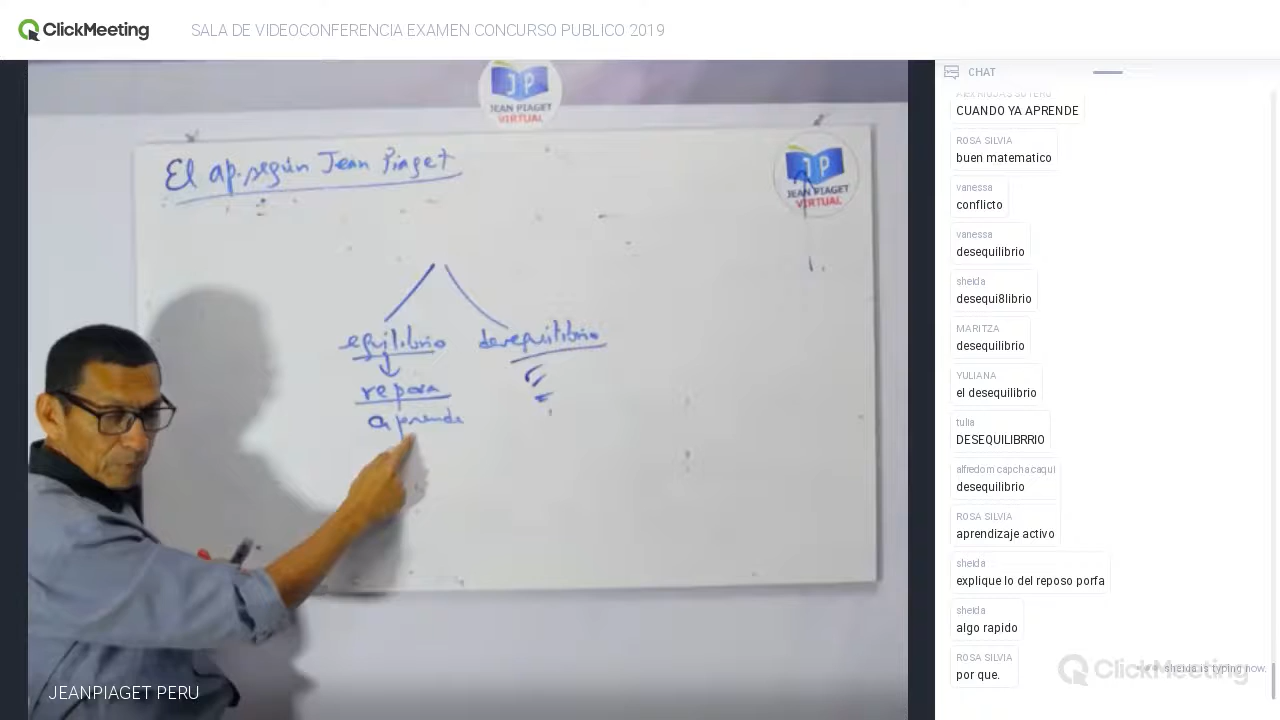 ClickMeeting
SALA DE VIDEOCONFERENCIA EXAMEN CONCURSO PUBLICO 2019
JP
JEAN PIAGET
VIRTUAL
El ap. según Jean Piaget
JP
JEAN PIAGET
VIRTUAL
equilibrio desequilibrio
reposa
aprende
JEANPIAGET PERU
CHAT
CUANDO YA APRENDE
ROSA SILVIA
buen matematico
vanessa
conflicto
vanessa
desequilibrio
sheida
desequi8librio
MARITZA
desequilibrio
YULIANA
el desequilibrio
tulia
DESEQUILIBRRIO
alfredo m capcha caqui
desequilibrio
ROSA SILVIA
aprendizaje activo
sheida
explique lo del reposo porfa
sheida
algo rapido
ROSA SILVIA
por que.
sheida is typing now.
ClickMeeting